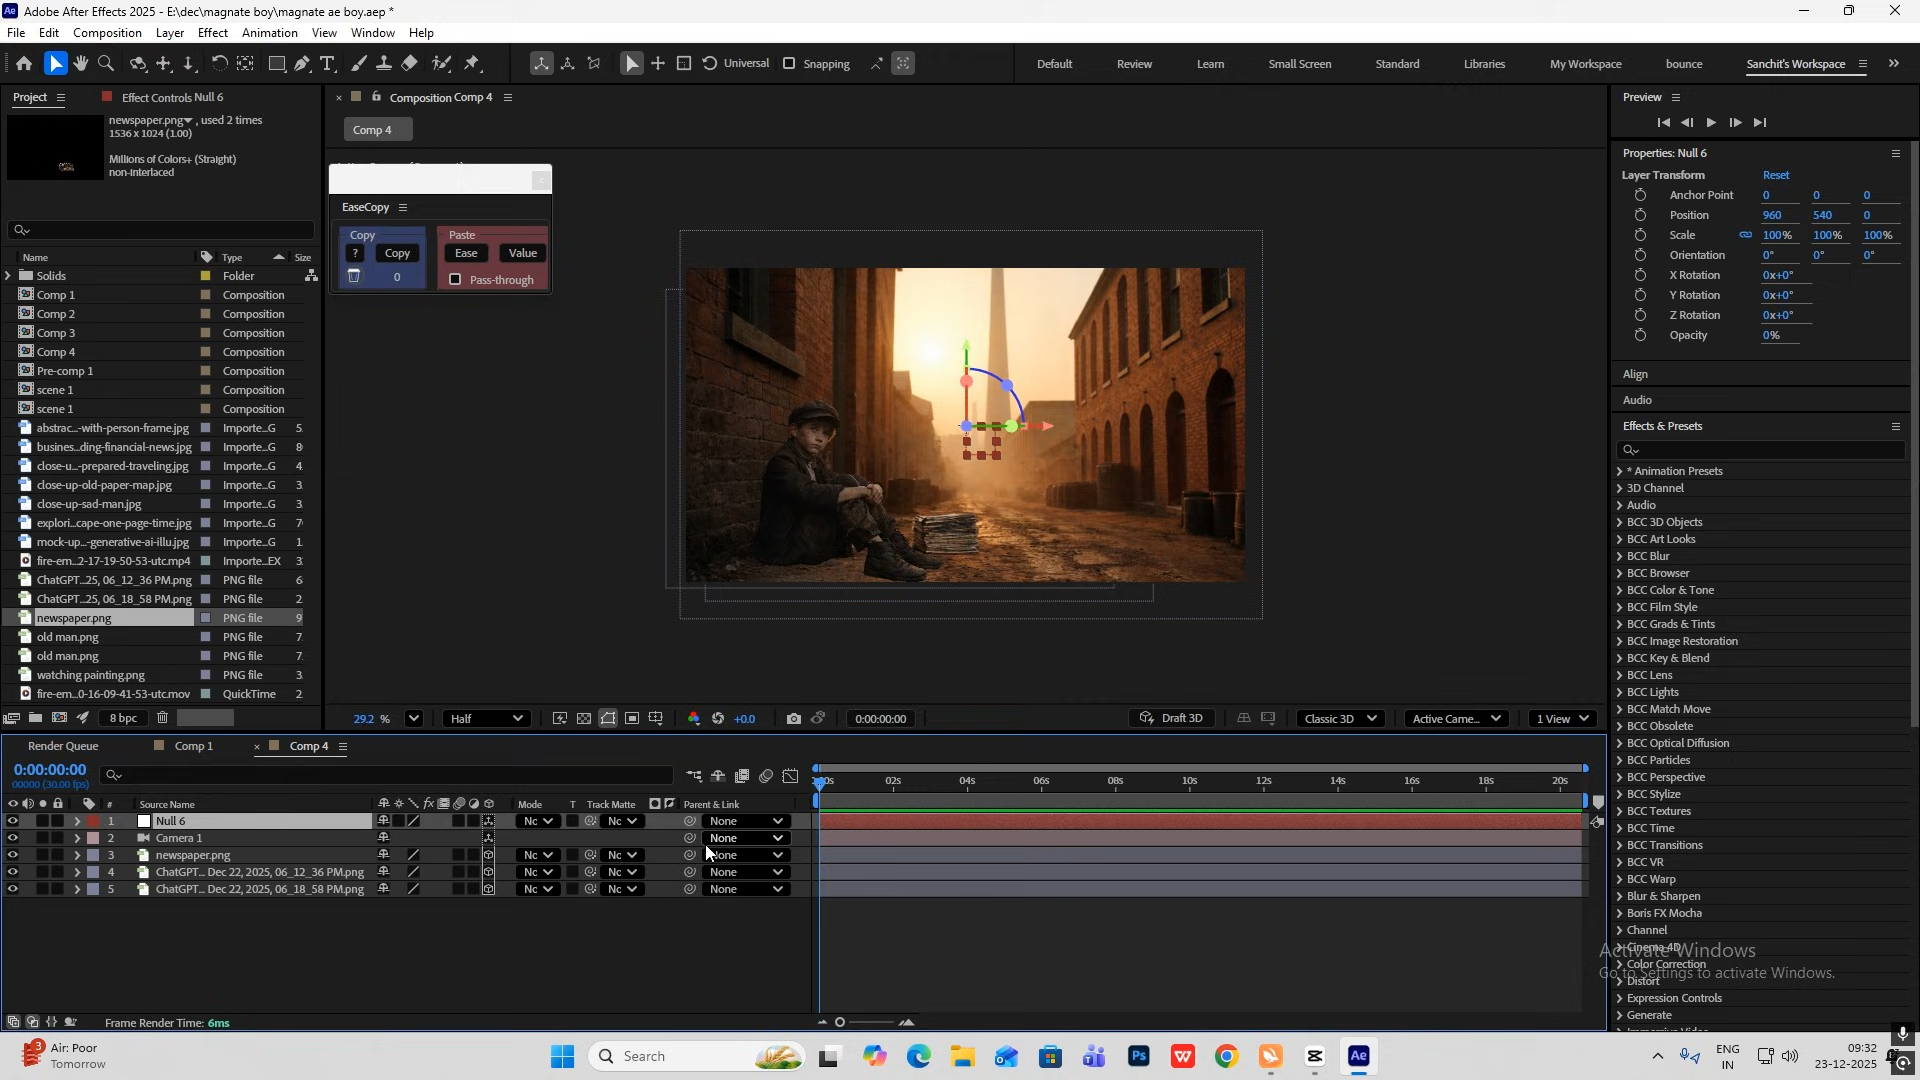 Adobe After Effects 2025 - E:\dec\magnate boy\magnate ae boy.aep *
File Edit Composition Layer Effect Animation View Window Help
Universal Snapping Default Review Learn Small Screen Standard Libraries My Workspace bounce Sanchit's Workspace
Project Effect Controls Null 6
newspaper.png , used 2 times
1536 x 1024 (1.00)
Millions of Colors+ (Straight)
non-interlaced
Name Type Size
Solids Folder
Comp 1 Composition
Comp 2 Composition
Comp 3 Composition
Comp 4 Composition
Pre-comp 1 Composition
scene 1 Composition
scene 1 Composition
abstrac...-with-person-frame.jpg Importe...G 5
busines...ding-financial-news.jpg Importe...G 8
close-u...-prepared-traveling.jpg Importe...G 4
close-up-old-paper-map.jpg Importe...G 3
close-up-sad-man.jpg Importe...G 3
explori...cape-one-page-time.jpg Importe...G 7
mock-up...-generative-ai-illu.jpg Importe...G 1
fire-em...2-17-19-50-53-utc.mp4 Importe...EX 3
ChatGPT...25, 06_12_36 PM.png PNG file 6
ChatGPT...25, 06_18_58 PM.png PNG file 2
newspaper.png PNG file 9
old man.png PNG file 7
old man.png PNG file 7
watching painting.png PNG file 3
fire-em...0-16-09-41-53-utc.mov QuickTime 2
8 bpc
Composition Comp 4
Comp 4
EaseCopy
Copy Paste
? Copy Ease Value
0 Pass-through
29.2 % Half +0.0 0:00:00:00 Draft 3D Classic 3D Active Came... 1 View
Preview
Properties: Null 6
Layer Transform Reset
Anchor Point 0 0 0
Position 960 540 0
Scale 100% 100% 100%
Orientation 0° 0° 0°
X Rotation 0x+0°
Y Rotation 0x+0°
Z Rotation 0x+0°
Opacity 0%
Align
Audio
Effects & Presets
* Animation Presets
3D Channel
Audio
BCC 3D Objects
BCC Art Looks
BCC Blur
BCC Browser
BCC Color & Tone
BCC Film Style
BCC Grads & Tints
BCC Image Restoration
BCC Key & Blend
BCC Lens
BCC Lights
BCC Match Move
BCC Obsolete
BCC Optical Diffusion
BCC Particles
BCC Perspective
BCC Stylize
BCC Textures
BCC Time
BCC Transitions
BCC VR
BCC Warp
Blur & Sharpen
Boris FX Mocha
Channel
Cinema 4D
Color Correction
Distort
Expression Controls
Generate
Activate Windows
Go to Settings to activate Windows.
Render Queue Comp 1 Comp 4
0:00:00:00
00000 (30.00 fps)
02s 04s 06s 08s 10s 12s 14s 16s 18s 20s
# Source Name Mode T Track Matte Parent & Link
1 Null 6 Nc Nc None
2 Camera 1 None
3 newspaper.png Nc Nc None
4 ChatGPT... Dec 22, 2025, 06_12_36 PM.png Nc Nc None
5 ChatGPT... Dec 22, 2025, 06_18_58 PM.png Nc Nc None
Frame Render Time: 6ms
Air: Poor
Tomorrow
Search
ENG
IN
09:32
23-12-2025